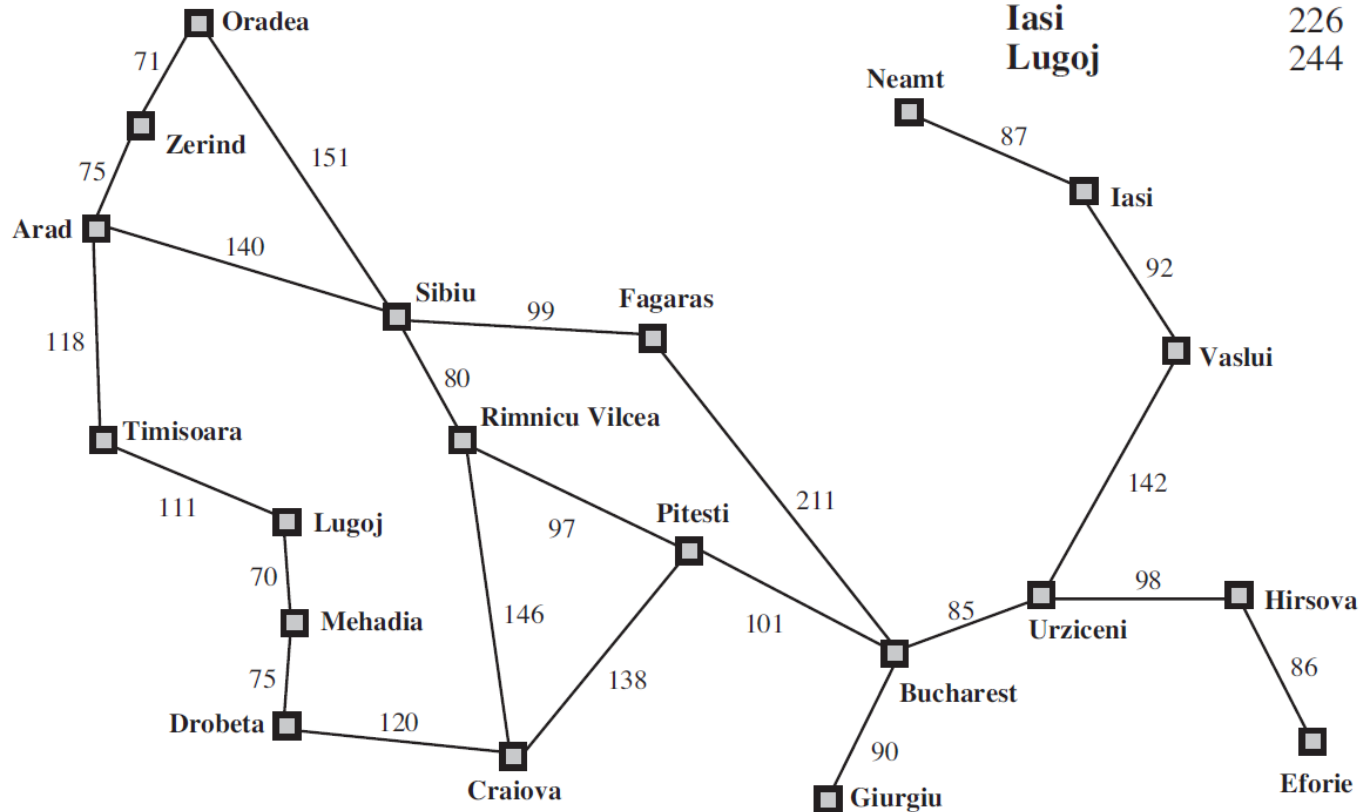 Oradea
Iasi 226
Lugoj 244
71
Neamt
Zerind
87
151
75
Iasi
Arad
140
92
Sibiu
Fagaras
99
118
Vaslui
80
Timisoara
Rimnicu Vilcea
142
111
211
Lugoj
Pitesti
97
70
98
Hirsova
146
85
Mehadia
101
Urziceni
86
75
138
Bucharest
Drobeta
120
90
Eforie
Craiova
Giurgiu